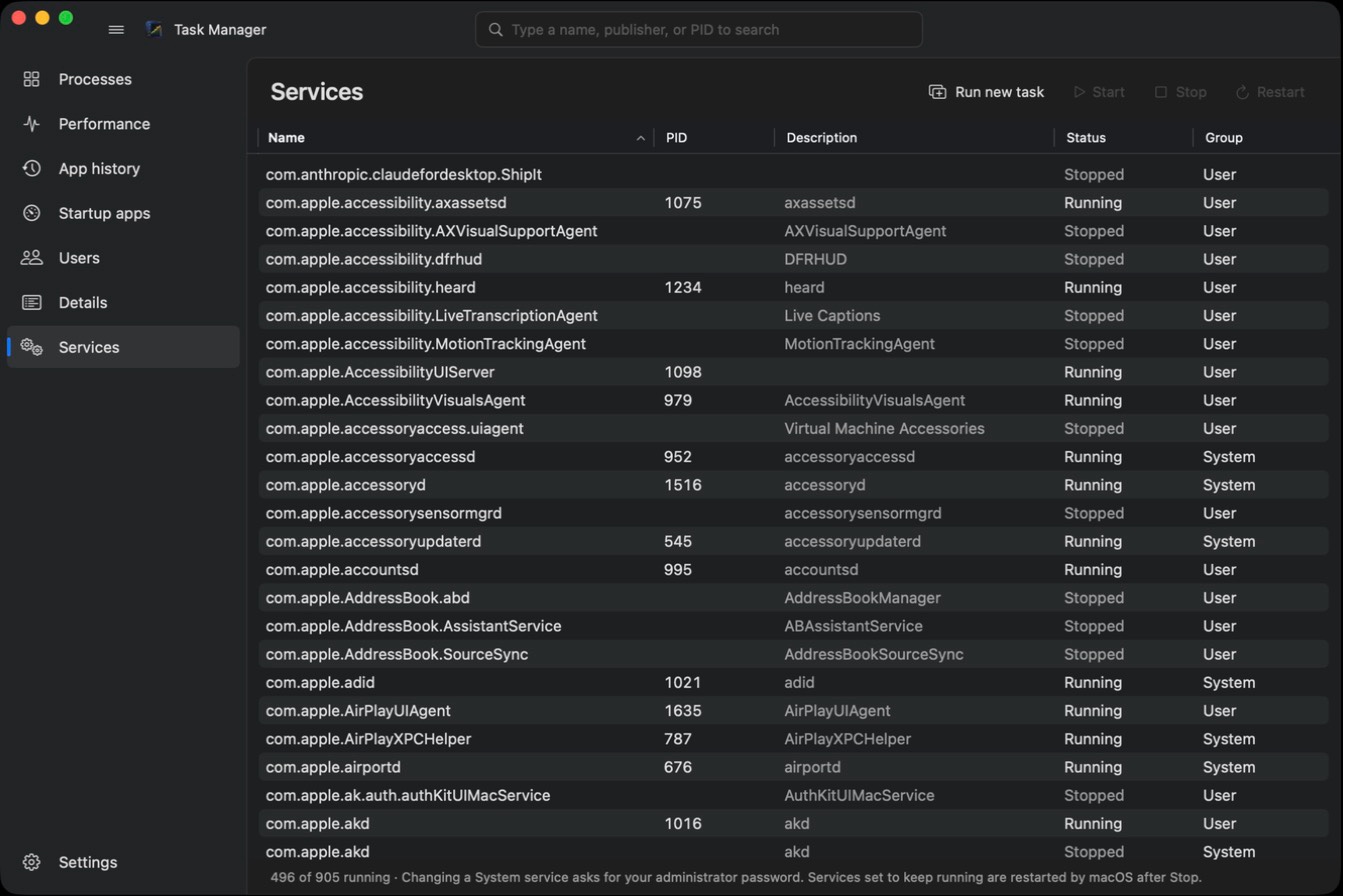 Task Manager
Type a name, publisher, or PID to search
Processes
Performance
App history
Startup apps
Users
Details
Services
Settings
Services
Run new task Start Stop Restart
Name PID Description Status Group
com.anthropic.claudefordesktop.ShipIt Stopped User
com.apple.accessibility.axassetsd 1075 axassetsd Running User
com.apple.accessibility.AXVisualSupportAgent AXVisualSupportAgent Stopped User
com.apple.accessibility.dfrhud DFRHUD Stopped User
com.apple.accessibility.heard 1234 heard Running User
com.apple.accessibility.LiveTranscriptionAgent Live Captions Stopped User
com.apple.accessibility.MotionTrackingAgent MotionTrackingAgent Stopped User
com.apple.AccessibilityUIServer 1098 Running User
com.apple.AccessibilityVisualsAgent 979 AccessibilityVisualsAgent Running User
com.apple.accessoryaccess.uiagent Virtual Machine Accessories Stopped User
com.apple.accessoryaccessd 952 accessoryaccessd Running System
com.apple.accessoryd 1516 accessoryd Running System
com.apple.accessorysensormgrd accessorysensormgrd Stopped User
com.apple.accessoryupdaterd 545 accessoryupdaterd Running System
com.apple.accountsd 995 accountsd Running User
com.apple.AddressBook.abd AddressBookManager Stopped User
com.apple.AddressBook.AssistantService ABAssistantService Stopped User
com.apple.AddressBook.SourceSync AddressBookSourceSync Stopped User
com.apple.adid 1021 adid Running System
com.apple.AirPlayUIAgent 1635 AirPlayUIAgent Running User
com.apple.AirPlayXPCHelper 787 AirPlayXPCHelper Running System
com.apple.airportd 676 airportd Running System
com.apple.ak.auth.authKitUIMacService AuthKitUIMacService Stopped User
com.apple.akd 1016 akd Running User
com.apple.akd akd Stopped System
496 of 905 running · Changing a System service asks for your administrator password. Services set to keep running are restarted by macOS after Stop.